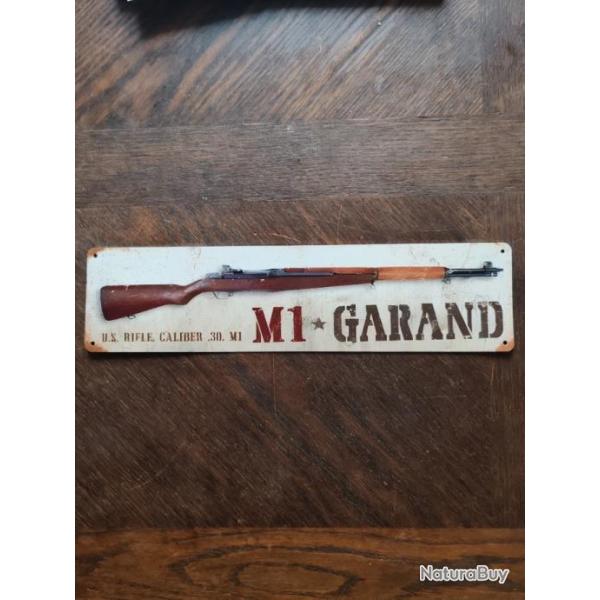 U.S. RIFLE, CALIBER .30, M1 M1 ★ GARAND
NaturaBuy